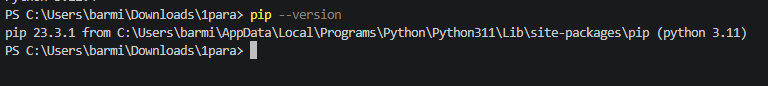 PS C:\Users\barmi\Downloads\1para> pip --version
pip 23.3.1 from C:\Users\barmi\AppData\Local\Programs\Python\Python311\Lib\site-packages\pip (python 3.11)
PS C:\Users\barmi\Downloads\1para>